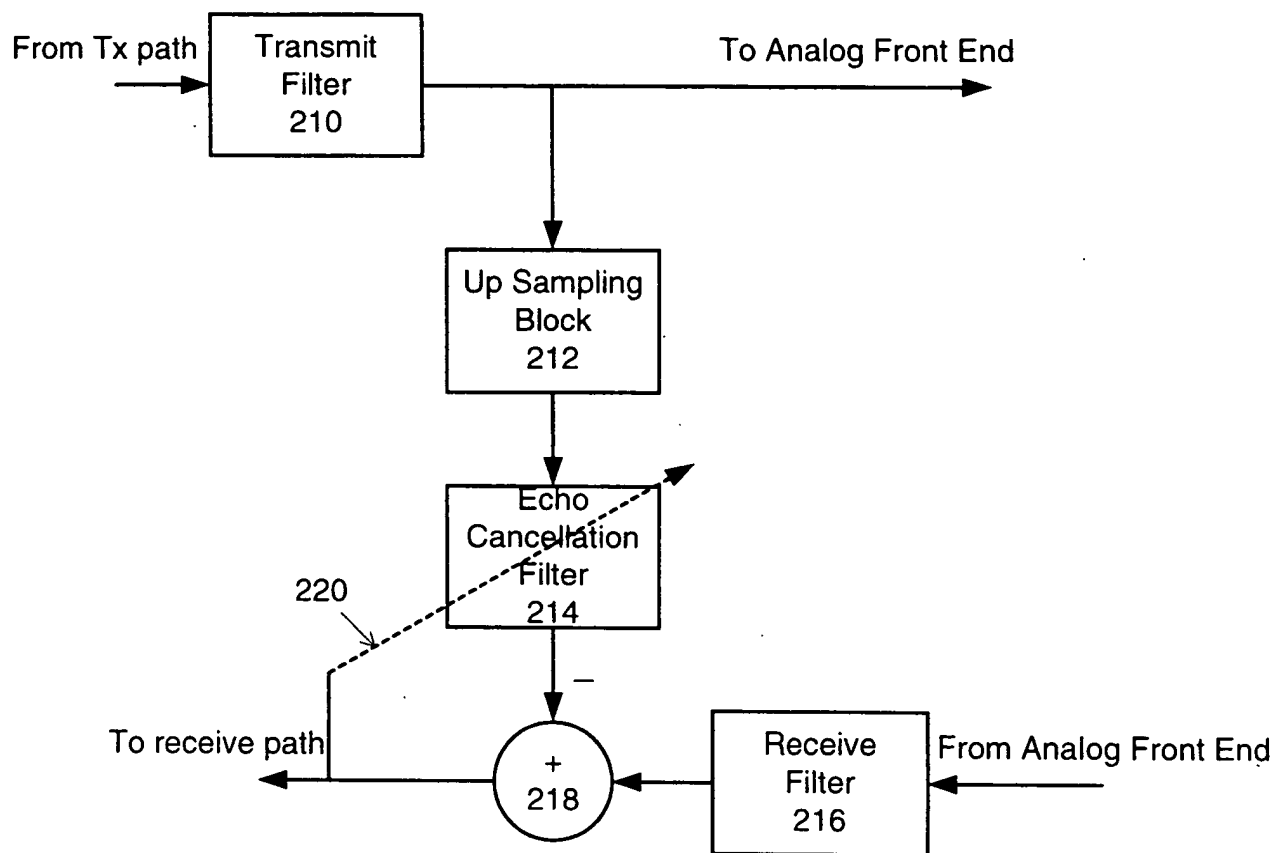 From Tx path
Transmit
Filter
210
To Analog Front End
Up Sampling
Block
212
Echo
Cancellation
Filter
214
220
–
To receive path
+
218
Receive
Filter
216
From Analog Front End